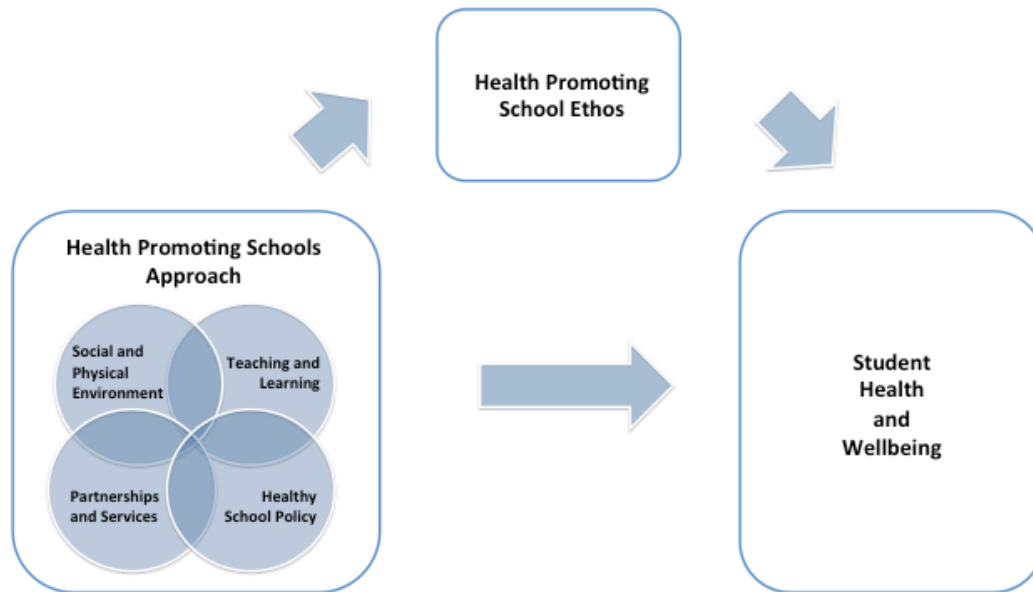 Health Promoting
School Ethos
Health Promoting Schools
Approach
Social and
Physical
Environment
Teaching and
Learning
Partnerships
and Services
Healthy
School Policy
Student
Health
and
Wellbeing